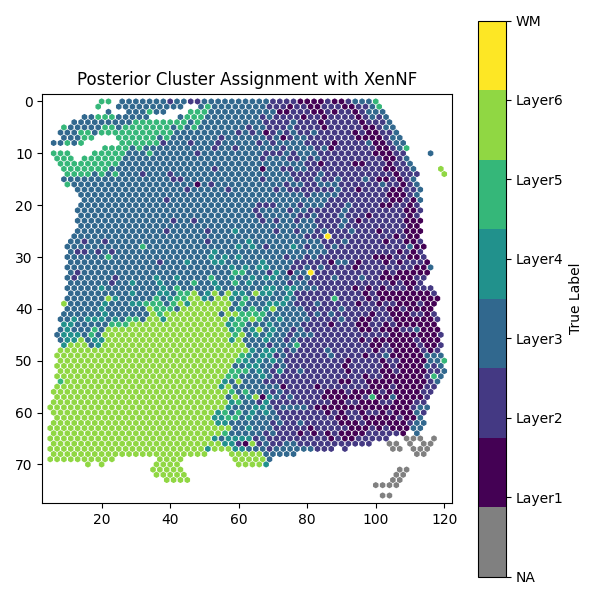 Posterior Cluster Assignment with XenNF
0
10
20
30
40
50
60
70
20
40
60
80
100
120
WM
Layer6
Layer5
Layer4
Layer3
Layer2
Layer1
NA
True Label